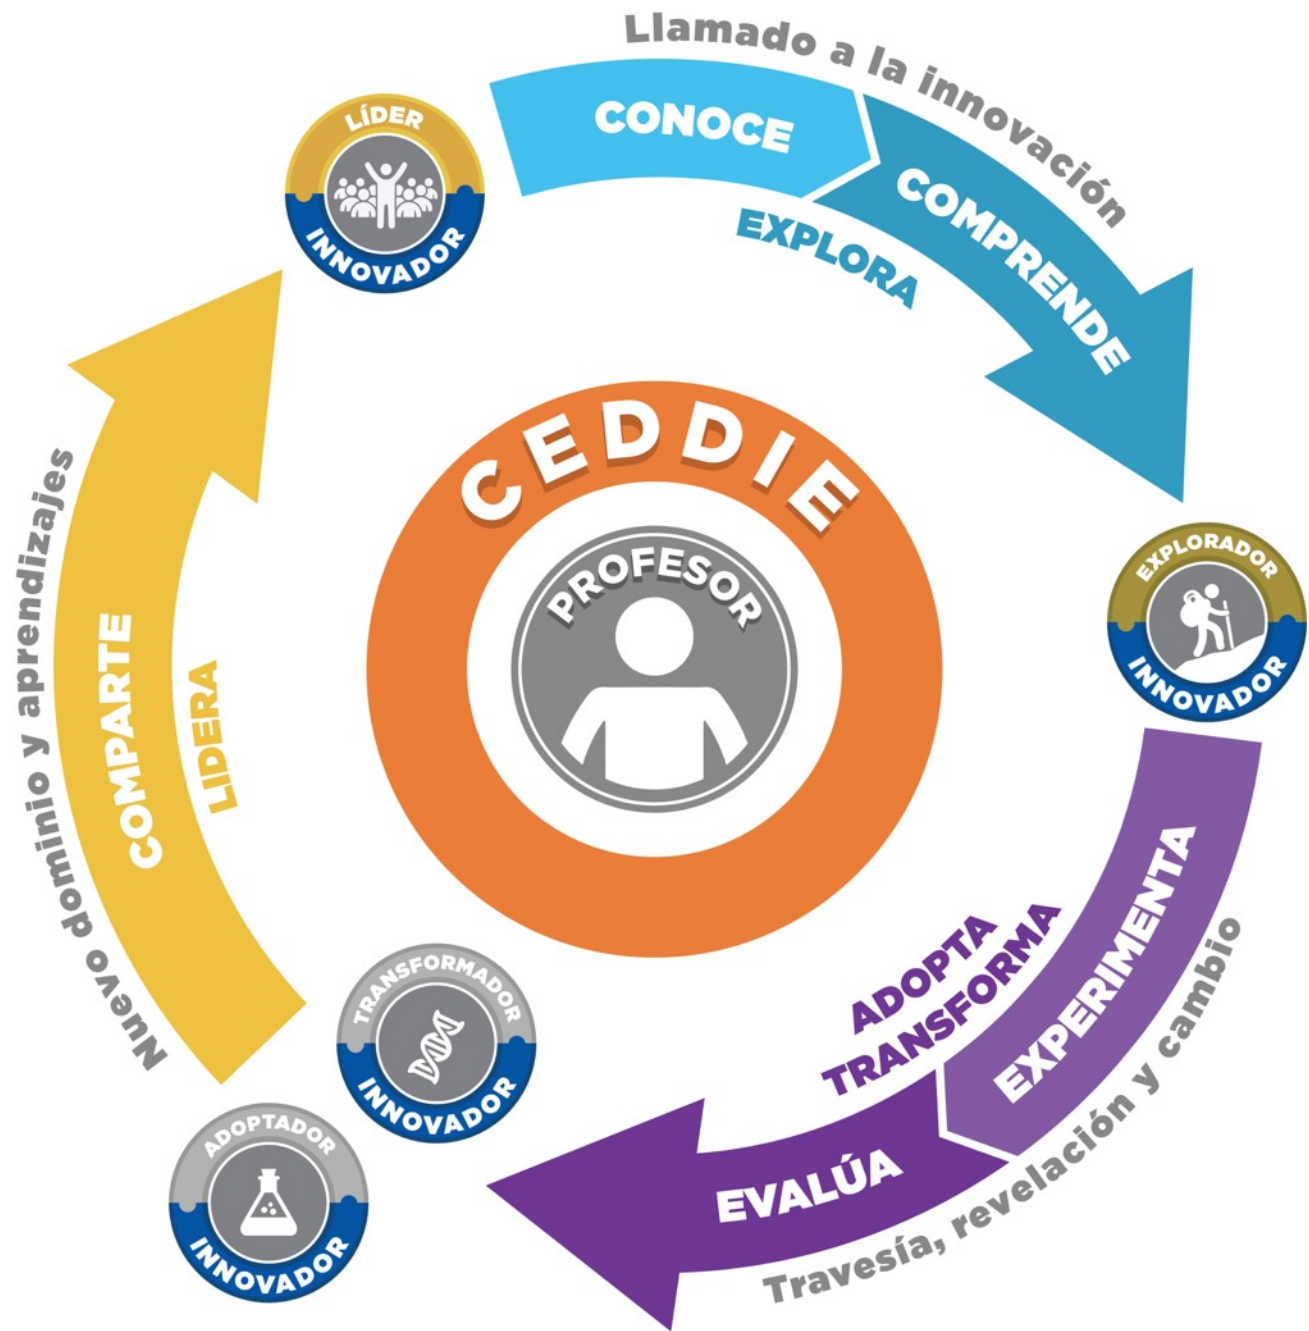 Llamado a la innovación
CONOCE
COMPRENDE
EXPLORA
LÍDER
INNOVADOR
CEDDIE
PROFESOR
EXPLORADOR
INNOVADOR
EXPERIMENTA
EVALÚA
ADOPTA
TRANSFORMA
Travesía, revelación y cambio
TRANSFORMADOR
INNOVADOR
ADOPTADOR
INNOVADOR
COMPARTE
LIDERA
Nuevo dominio y aprendizajes